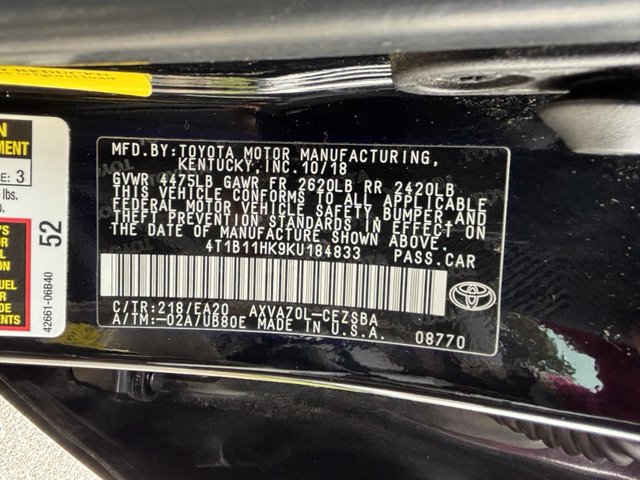 MFD.BY:TOYOTA MOTOR MANUFACTURING,
KENTUCKY,INC.10/18
GVWR 4475LB GAWR FR 2620LB RR 2420LB
THIS VEHICLE CONFORMS TO ALL APPLICABLE
FEDERAL MOTOR VEHICLE SAFETY,BUMPER,AND
THEFT PREVENTION STANDARDS IN EFFECT ON
THE DATE OF MANUFACTURE SHOWN ABOVE.
4T1B11HK9KU184833 PASS.CAR
C/TR:218/EA20 AXVA70L-CEZSBA
A/TM:-02A/UB80E MADE IN U.S.A.
08770
52
42661-06B40
E: 3
lbs.